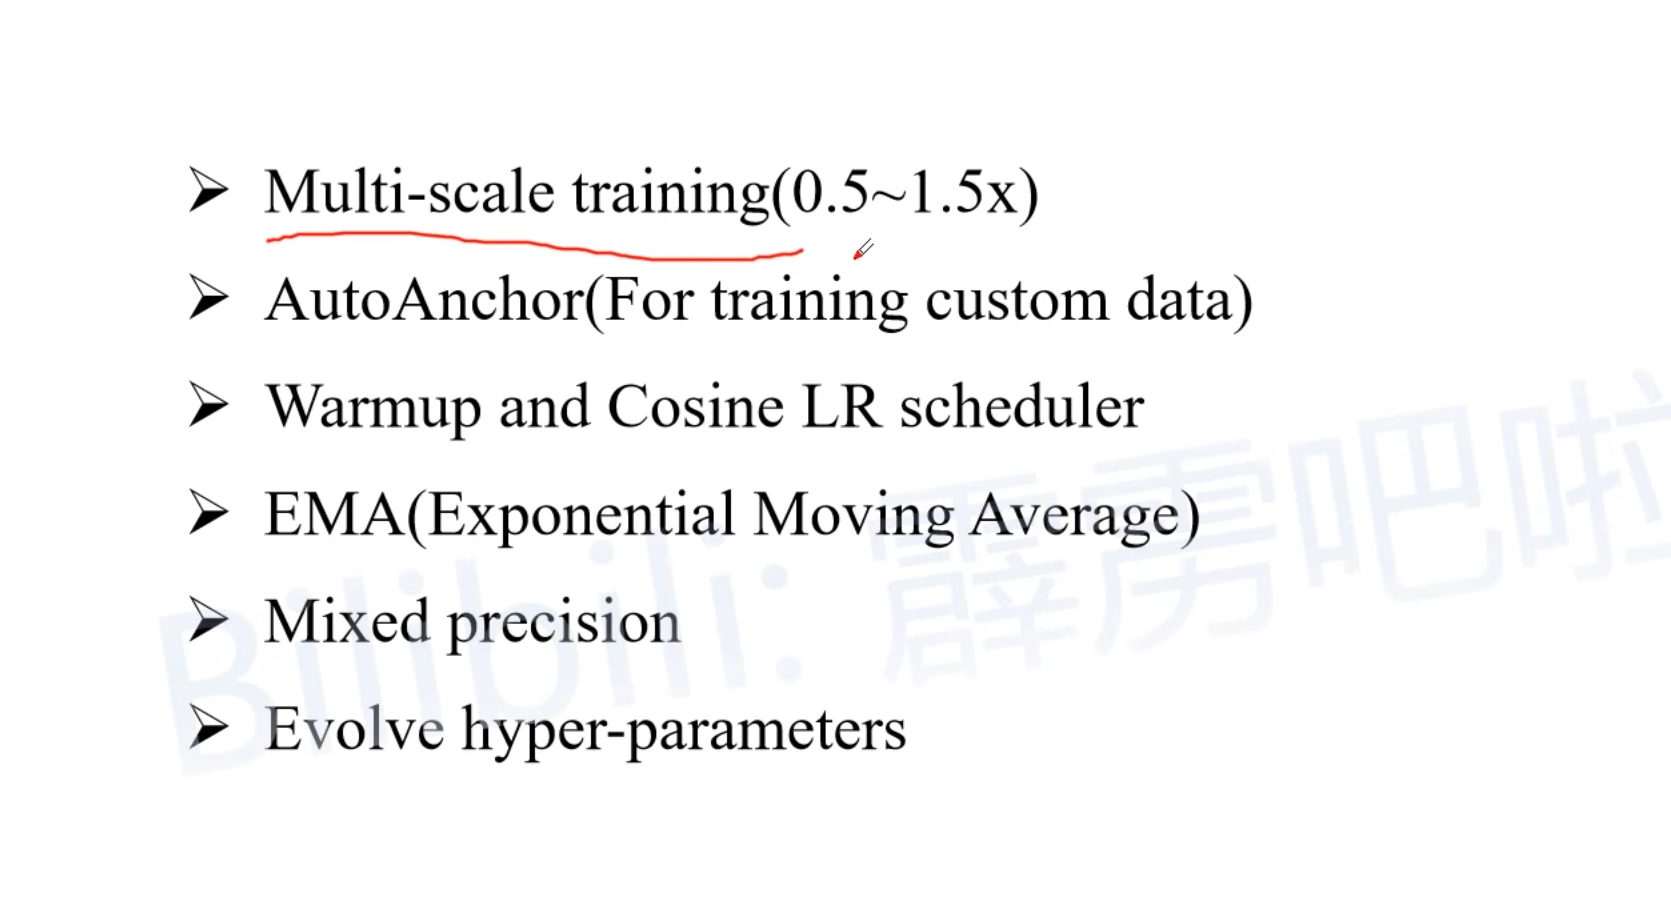 Multi-scale training(0.5~1.5x)
AutoAnchor(For training custom data)
Warmup and Cosine LR scheduler
EMA(Exponential Moving Average)
Mixed precision
Evolve hyper-parameters
Bilibili: 霹雳吧啦